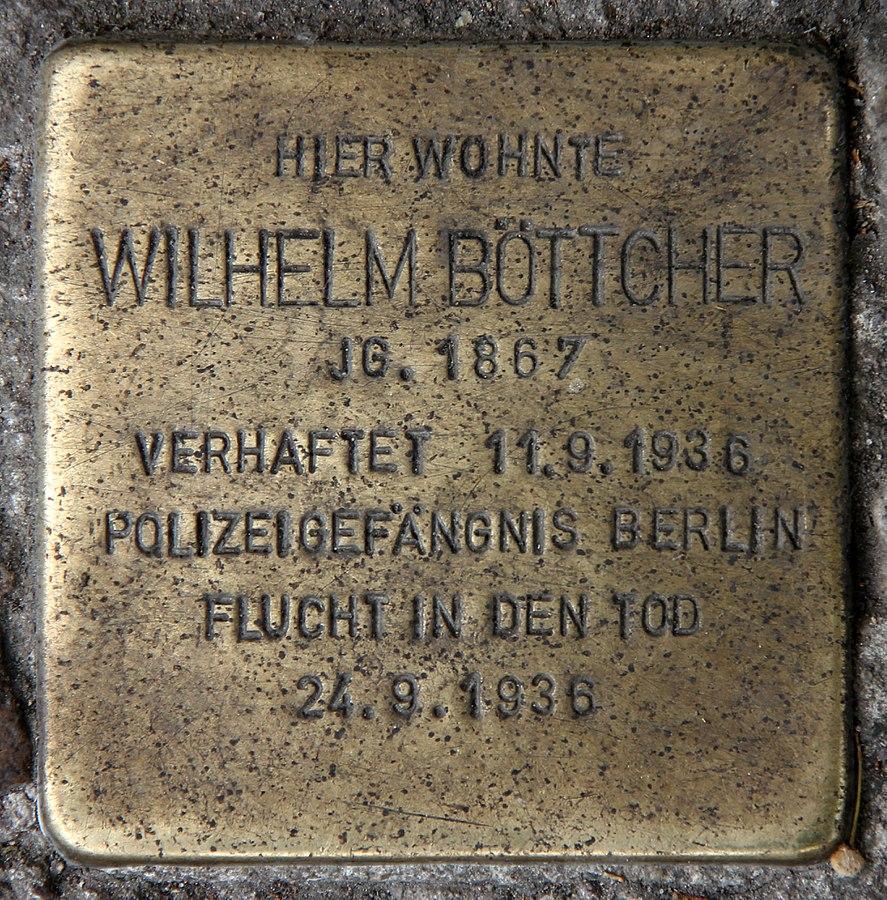 HIER WOHNTE
WILHELM BÖTTCHER
JG. 1867
VERHAFTET 11.9.1936
POLIZEIGEFÄNGNIS BERLIN
FLUCHT IN DEN TOD
24.9.1936